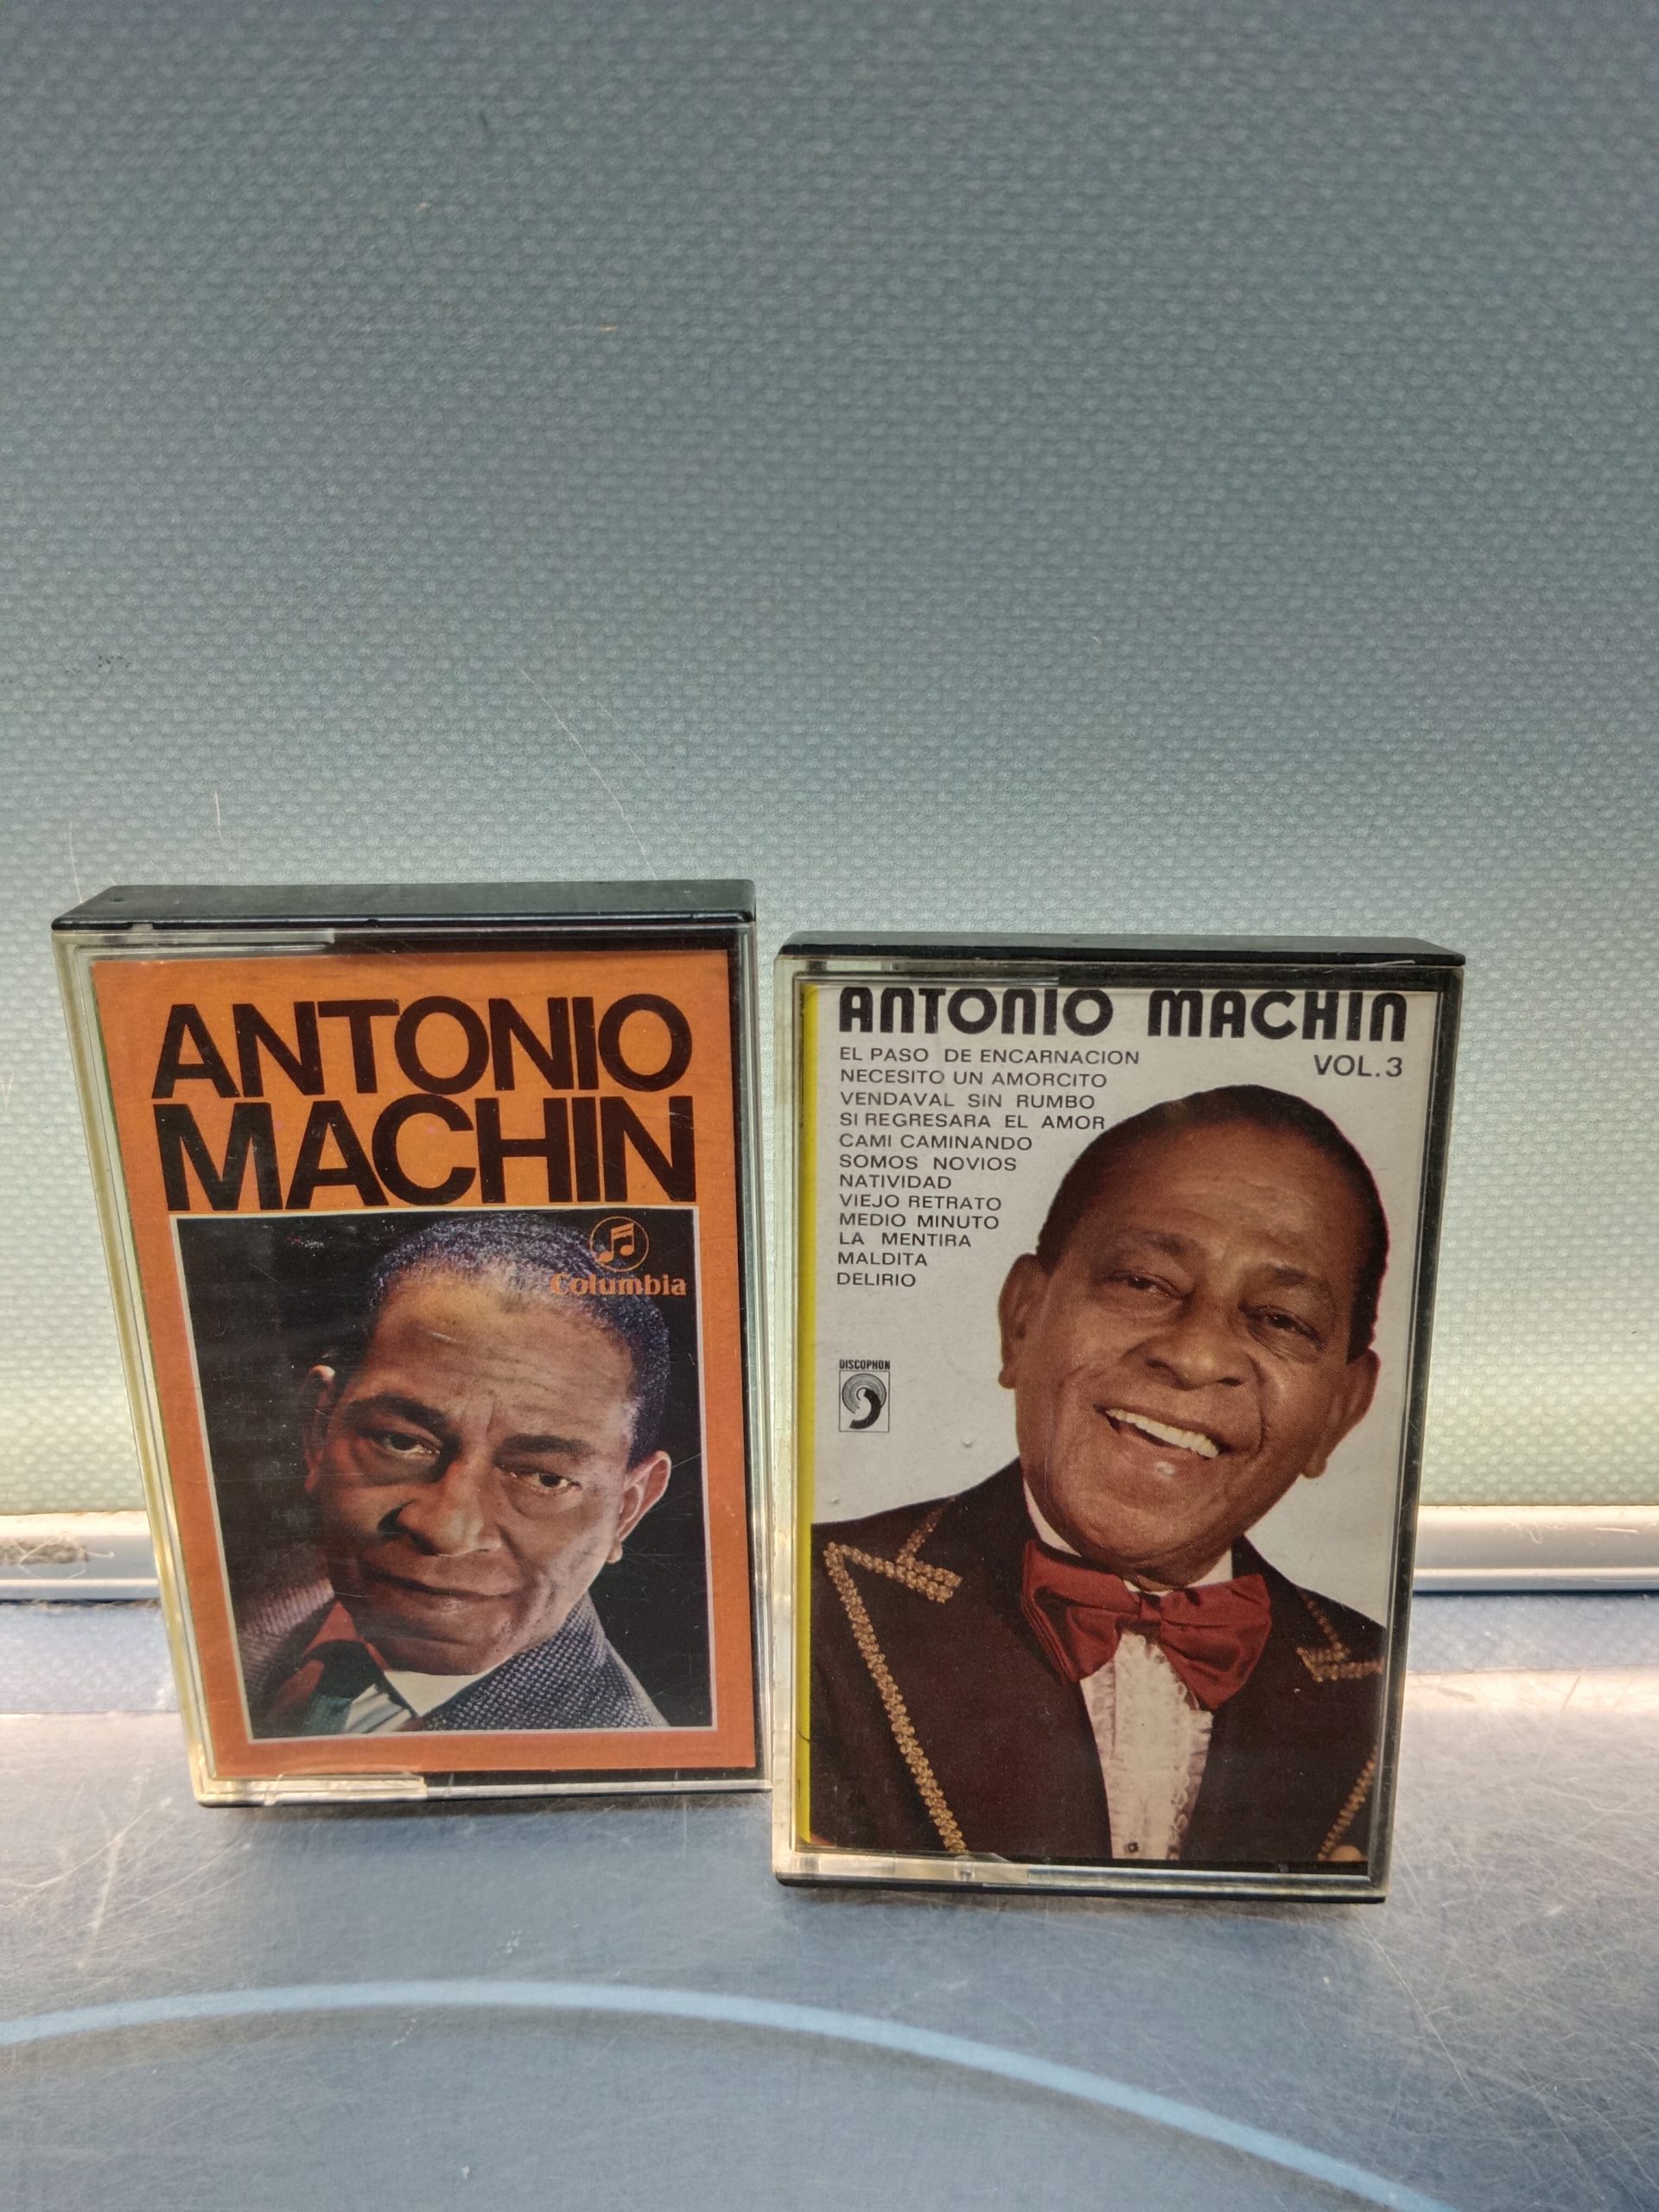 ANTONIO
MACHIN
Columbia
ANTONIO MACHIN
VOL.3
EL PASO DE ENCARNACION
NECESITO UN AMORCITO
VENDAVAL SIN RUMBO
SI REGRESARA EL AMOR
CAMI CAMINANDO
SOMOS NOVIOS
NATIVIDAD
VIEJO RETRATO
MEDIO MINUTO
LA MENTIRA
MALDITA
DELIRIO
DISCOPHON